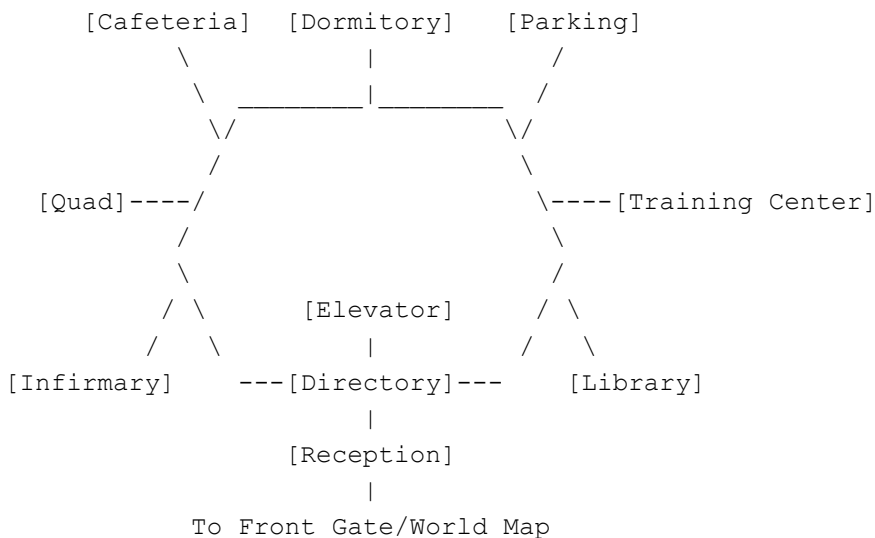 [Cafeteria] [Dormitory] [Parking]
[Quad]----/ \----[Training Center]
[Elevator]
[Infirmary] ---[Directory]--- [Library]
[Reception]
To Front Gate/World Map